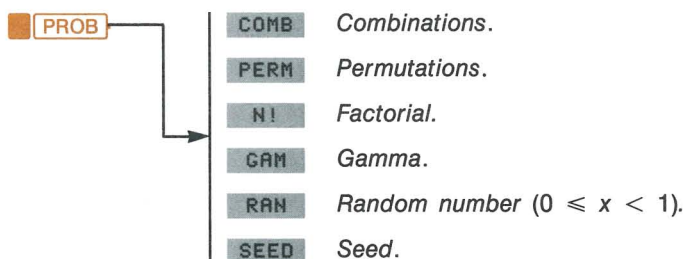 PROB
COMB Combinations.
PERM Permutations.
N! Factorial.
GAM Gamma.
RAN Random number (0 ⩽ x < 1).
SEED Seed.